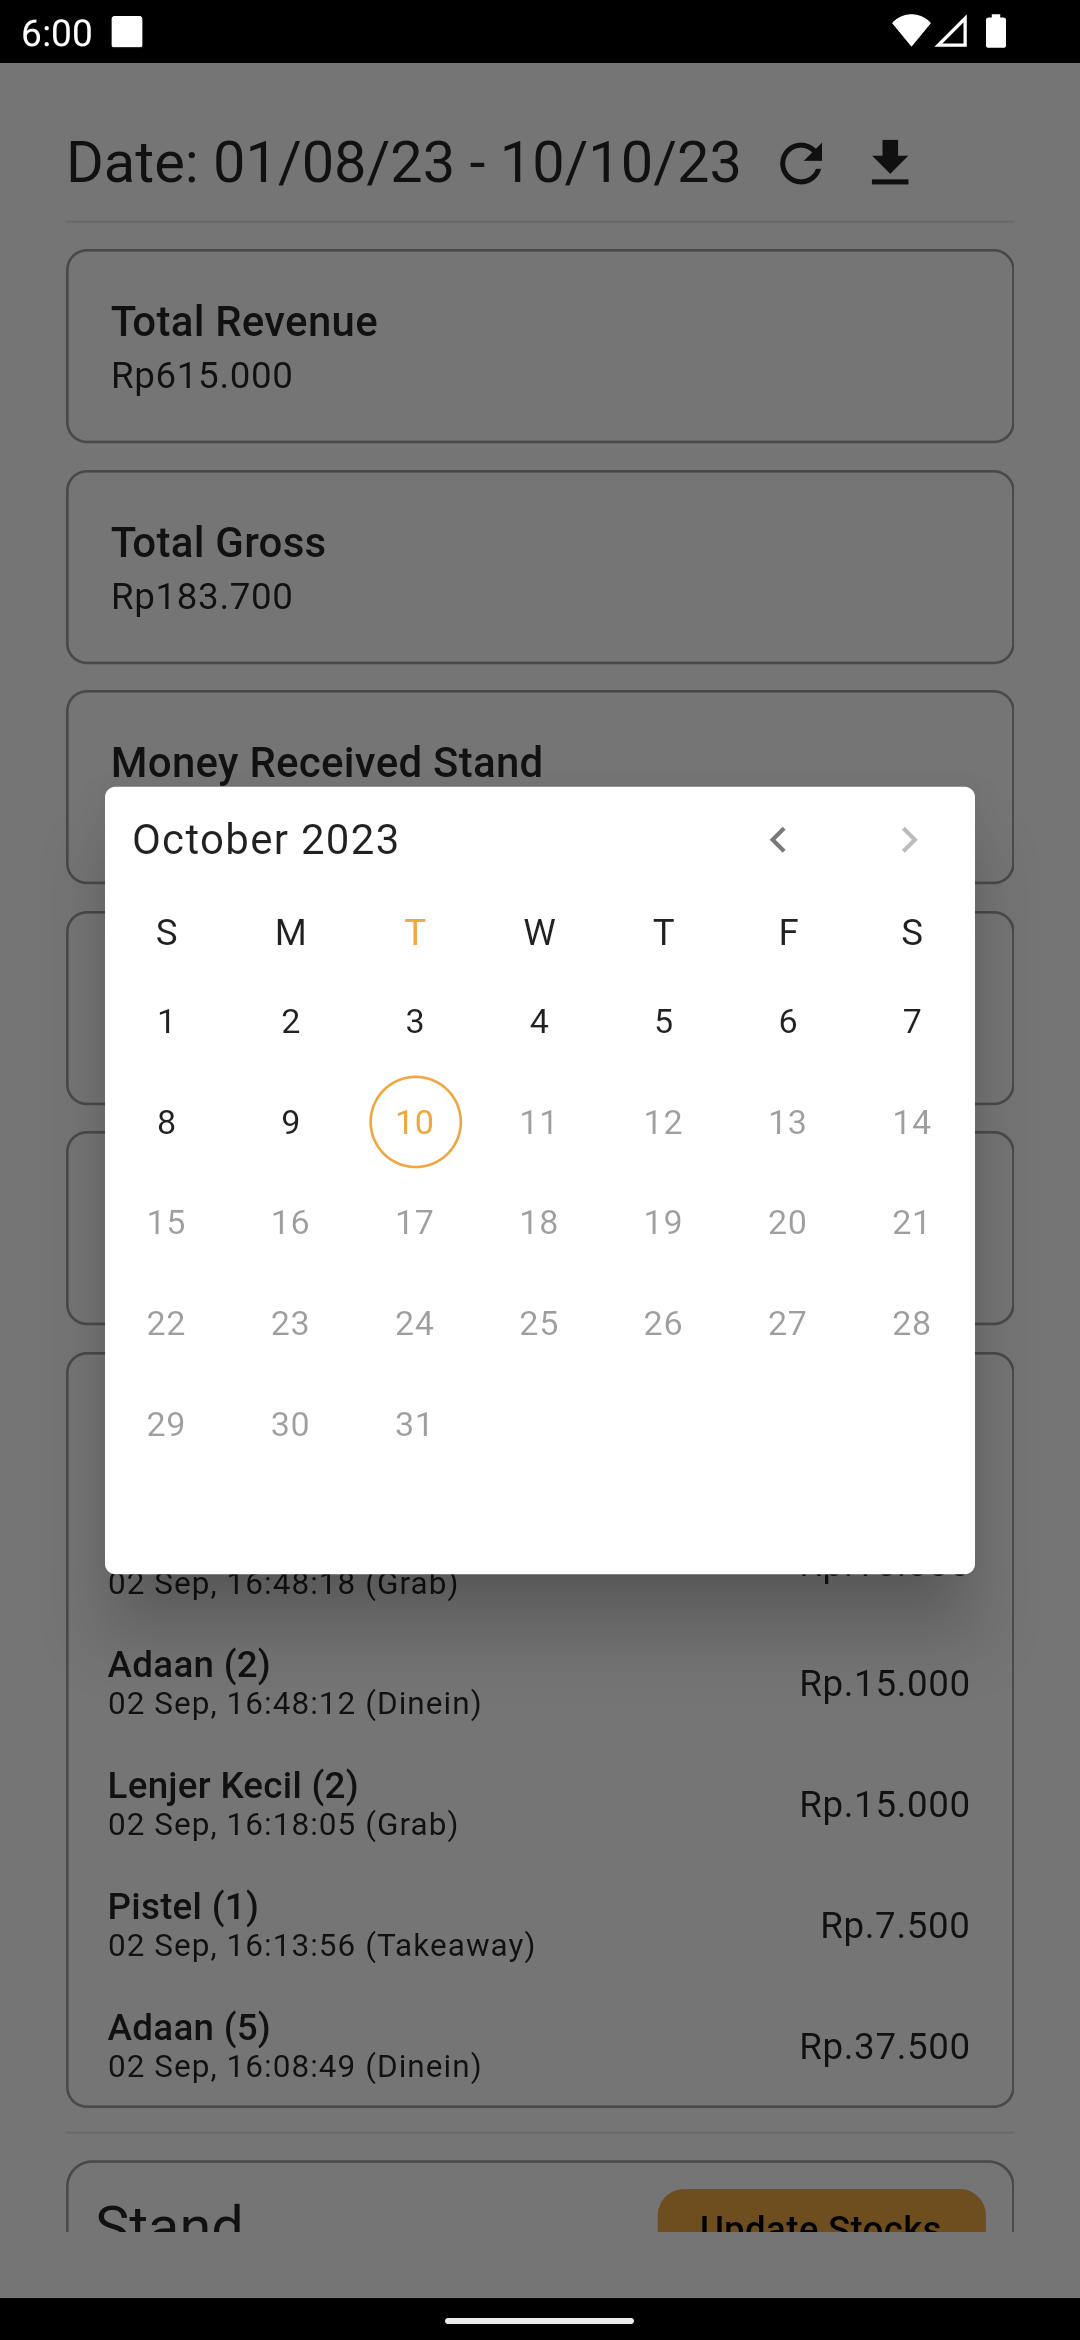 6:00
Date: 01/08/23 - 10/10/23
Total Revenue
Rp615.000
Total Gross
Rp183.700
Money Received Stand
October 2023
S M T W T F S
1 2 3 4 5 6 7
8 9 10 11 12 13 14
15 16 17 18 19 20 21
22 23 24 25 26 27 28
29 30 31
02 Sep, 16:48:18 (Grab)
Adaan (2)
02 Sep, 16:48:12 (Dinein)
Rp.15.000
Lenjer Kecil (2)
02 Sep, 16:18:05 (Grab)
Rp.15.000
Pistel (1)
02 Sep, 16:13:56 (Takeaway)
Rp.7.500
Adaan (5)
02 Sep, 16:08:49 (Dinein)
Rp.37.500
Stand
Update Stocks